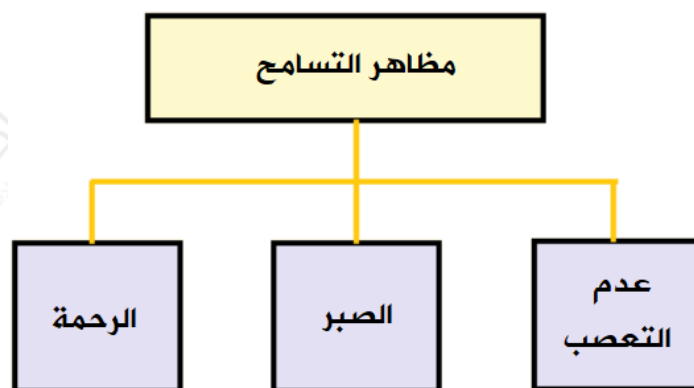 مظاهر التسامح
عدم
التعصب
الصبر
الرحمة